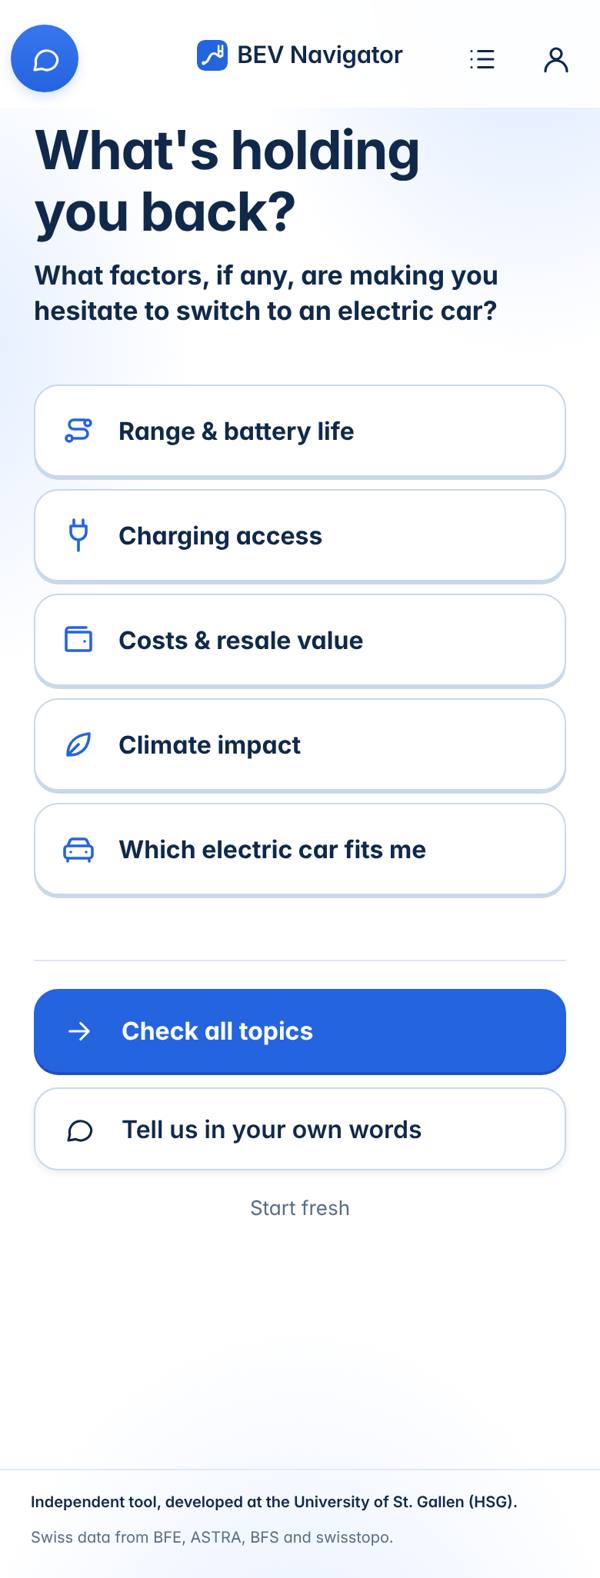 BEV Navigator
What's holding
you back?
What factors, if any, are making you
hesitate to switch to an electric car?
Range & battery life
Charging access
Costs & resale value
Climate impact
Which electric car fits me
Check all topics
Tell us in your own words
Start fresh
Independent tool, developed at the University of St. Gallen (HSG).
Swiss data from BFE, ASTRA, BFS and swisstopo.